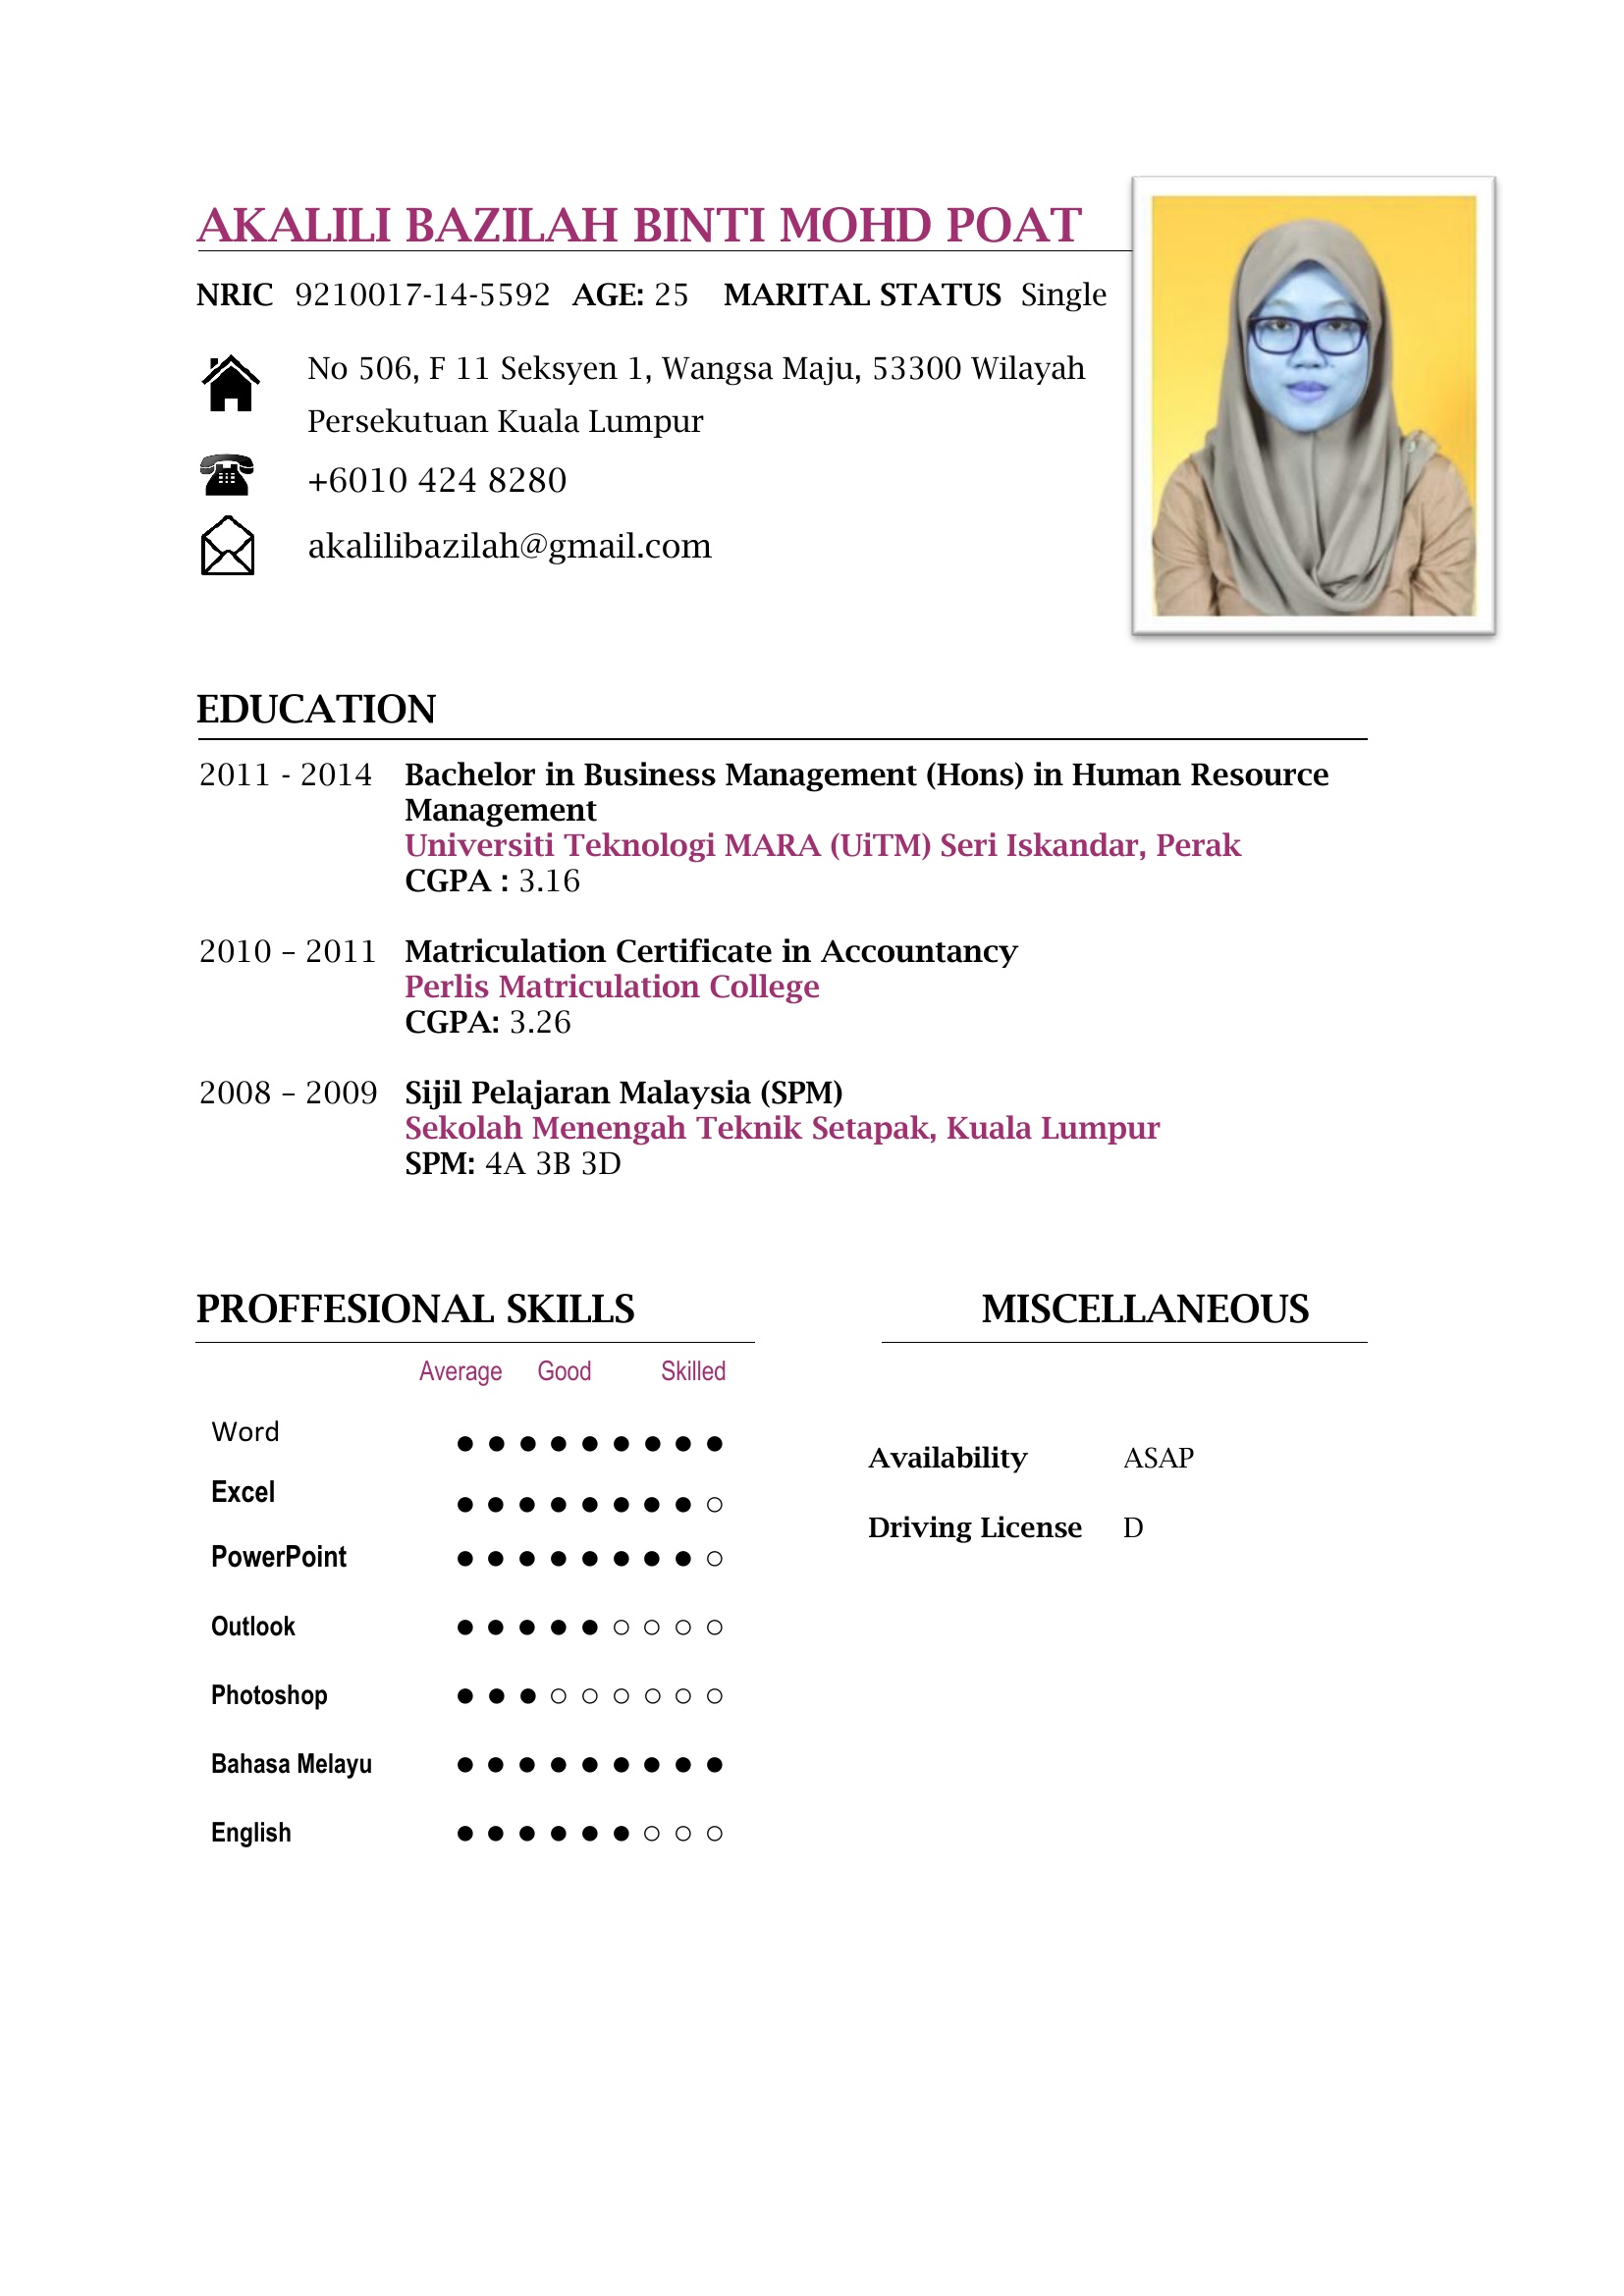 AKALILI BAZILAH BINTI MOHD POAT
NRIC 9210017-14-5592 AGE: 25 MARITAL STATUS Single
No 506, F 11 Seksyen 1, Wangsa Maju, 53300 Wilayah
Persekutuan Kuala Lumpur
+6010 424 8280
akalilibazilah@gmail.com
EDUCATION
2011 - 2014 Bachelor in Business Management (Hons) in Human Resource
Management
Universiti Teknologi MARA (UiTM) Seri Iskandar, Perak
CGPA : 3.16
2010 – 2011 Matriculation Certificate in Accountancy
Perlis Matriculation College
CGPA: 3.26
2008 – 2009 Sijil Pelajaran Malaysia (SPM)
Sekolah Menengah Teknik Setapak, Kuala Lumpur
SPM: 4A 3B 3D
PROFFESIONAL SKILLS
Average Good Skilled
Word
Excel
PowerPoint
Outlook
Photoshop
Bahasa Melayu
English
MISCELLANEOUS
Availability ASAP
Driving License D